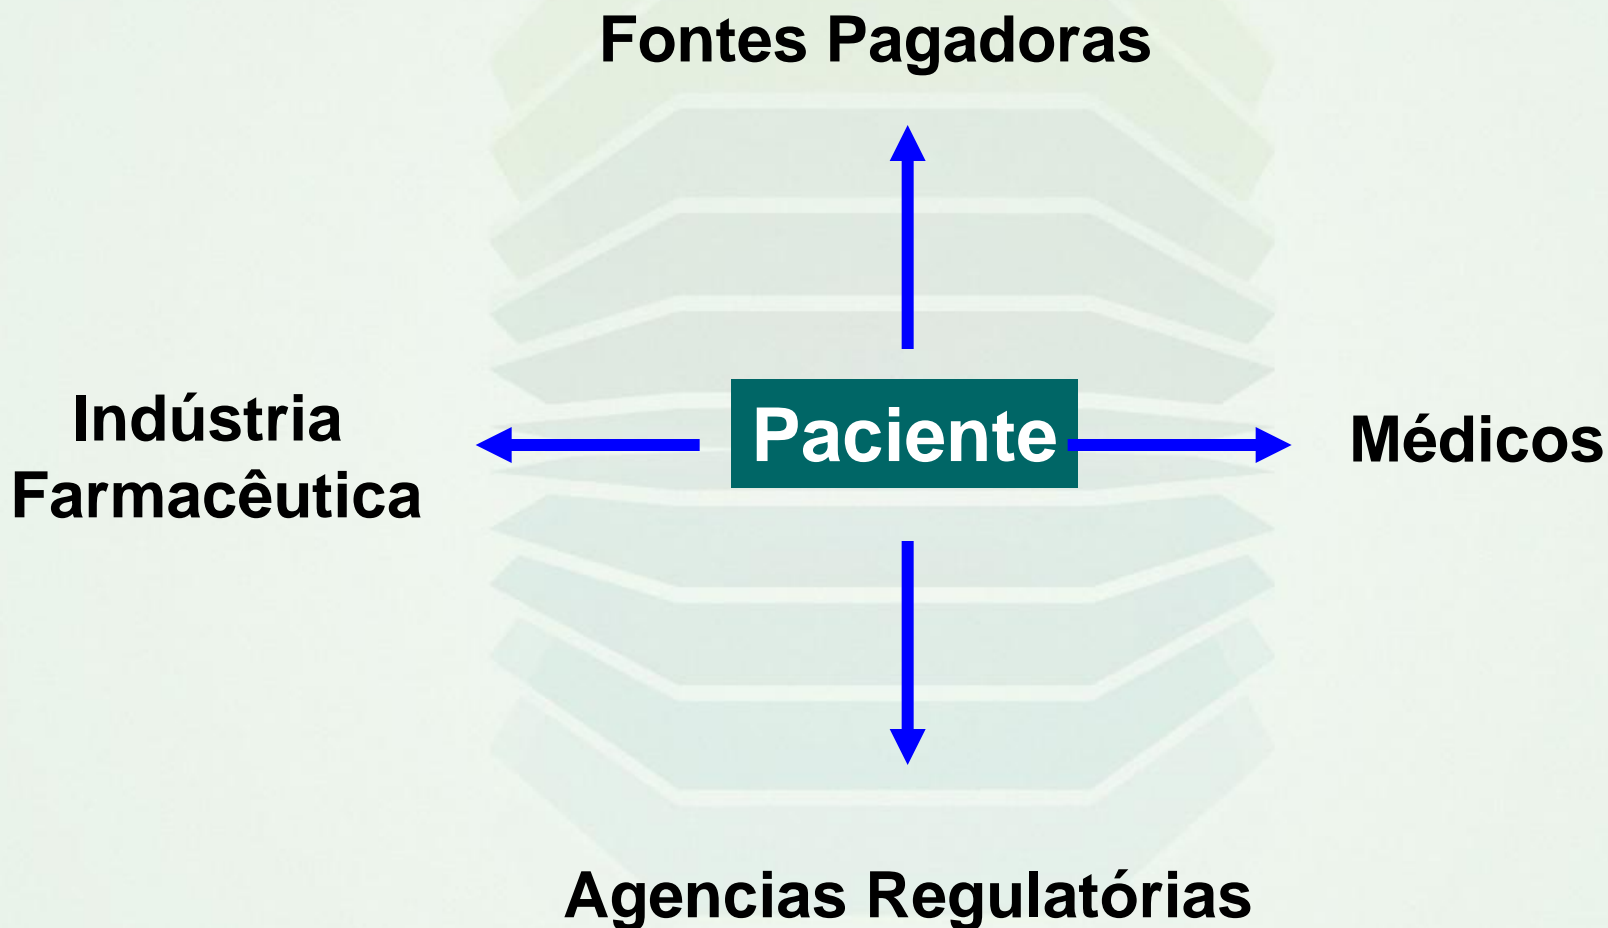 Fontes Pagadoras
Indústria
Farmacêutica
Paciente
Médicos
Agencias Regulatórias